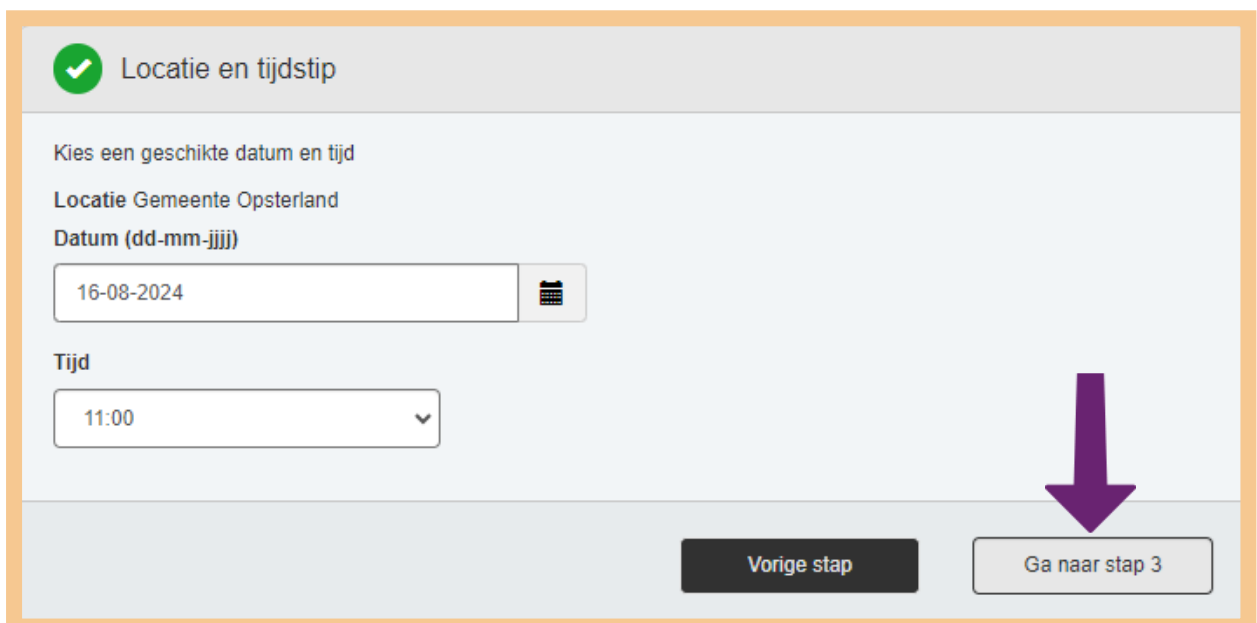 Locatie en tijdstip
Kies een geschikte datum en tijd
Locatie Gemeente Opsterland
Datum (dd-mm-jjjj)
16-08-2024
Tijd
11:00
Vorige stap
Ga naar stap 3